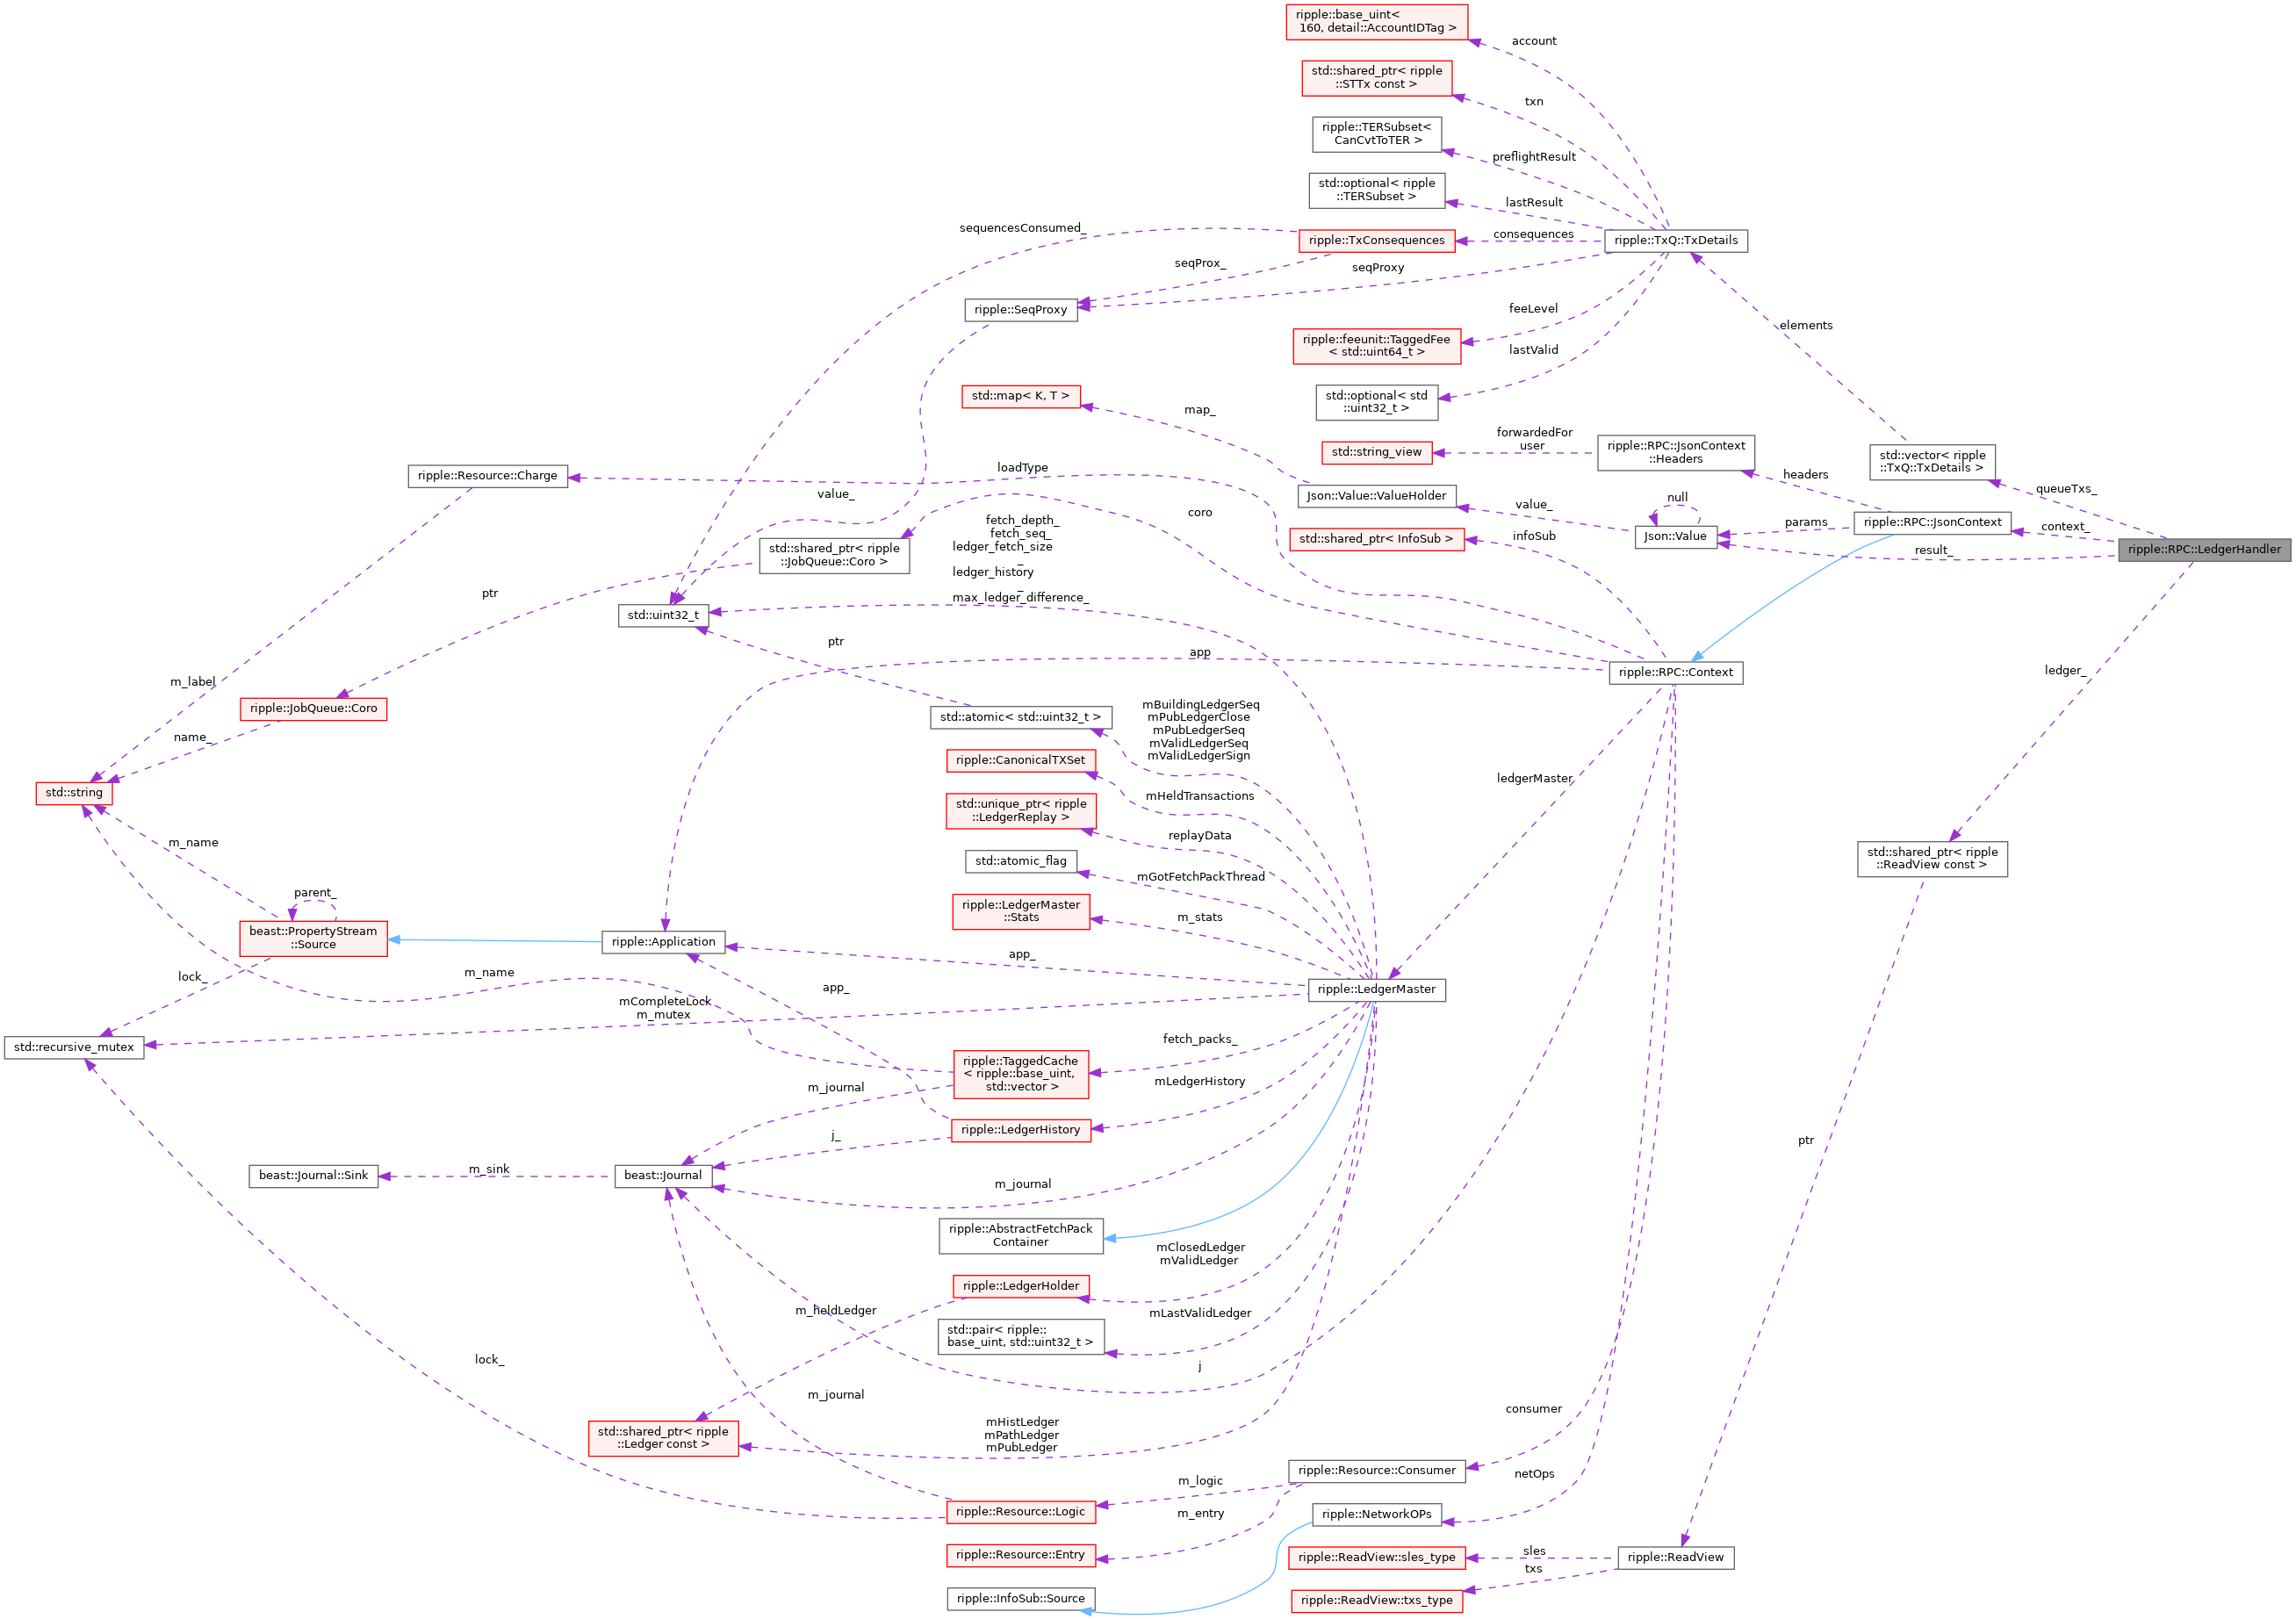 ripple::base_uint<
160, detail::AccountIDTag >
account
std::shared_ptr< ripple
::STTx const >
txn
ripple::TERSubset<
CanCvtToTER >
preflightResult
std::optional< ripple
::TERSubset >
lastResult
sequencesConsumed_
ripple::TxConsequences
consequences
ripple::TxQ::TxDetails
seqProx_
seqProxy
ripple::SeqProxy
feeLevel
elements
ripple::feeunit::TaggedFee
< std::uint64_t >
lastValid
std::map< K, T >
map_
std::optional< std
::uint32_t >
forwardedFor
user
std::string_view
ripple::RPC::JsonContext
::Headers
std::vector< ripple
::TxQ::TxDetails >
ripple::Resource::Charge
loadType
headers
queueTxs_
value_
Json::Value::ValueHolder
value_
null
coro
params
ripple::RPC::JsonContext
context_
fetch_depth_
fetch_seq_
ledger_fetch_size
_
ledger_history
_
max_ledger_difference_
std::shared_ptr< InfoSub >
infoSub
Json::Value
result_
ripple::RPC::LedgerHandler
std::shared_ptr< ripple
::JobQueue::Coro >
ptr
std::uint32_t
ptr
app
ripple::RPC::Context
ledger_
m_label
ripple::JobQueue::Coro
name_
std::atomic< std::uint32_t >
mBuildingLedgerSeq
mPubLedgerClose
mPubLedgerSeq
mValidLedgerSeq
mValidLedgerSign
ripple::CanonicalTXSet
mHeldTransactions
ledgerMaster
std::string
std::unique_ptr< ripple
::LedgerReplay >
replayData
m_name
std::atomic_flag
mGotFetchPackThread
std::shared_ptr< ripple
::ReadView const >
parent_
ripple::LedgerMaster
::Stats
m_stats
beast::PropertyStream
::Source
ripple::Application
app_
lock_
m_name
app_
ripple::LedgerMaster
mCompleteLock
m_mutex
std::recursive_mutex
fetch_packs_
ripple::TaggedCache
< ripple::base_uint,
std::vector >
m_journal
mLedgerHistory
ripple::LedgerHistory
j_
ptr
beast::Journal::Sink
m_sink
beast::Journal
m_journal
ripple::AbstractFetchPack
Container
mClosedLedger
mValidLedger
ripple::LedgerHolder
m_heldLedger
mLastValidLedger
std::pair< ripple::
base_uint, std::uint32_t >
lock_
j
m_journal
consumer
std::shared_ptr< ripple
::Ledger const >
mHistLedger
mPathLedger
mPubLedger
ripple::Resource::Consumer
m_logic
netOps
ripple::Resource::Logic
m_entry
ripple::NetworkOPs
ripple::Resource::Entry
ripple::ReadView::sles_type
sles
ripple::ReadView
txs
ripple::InfoSub::Source
ripple::ReadView::txs_type